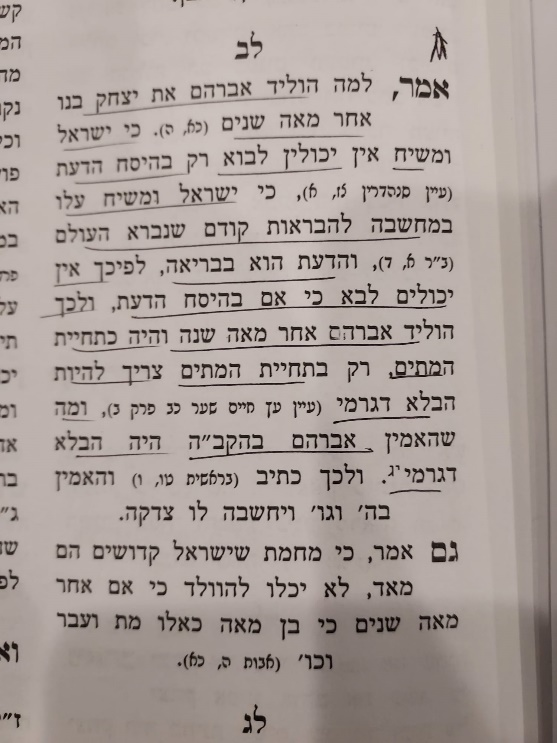 לב
אמר, למה הוליד אברהם את יצחק בנו
אחר מאה שנים (כא, ה). כי ישראל
ומשיח אין יכולין לבוא רק בהיסח הדעת
(עיין סנהדרין צז, א), כי ישראל ומשיח עלו
במחשבה להבראות קודם שנברא העולם
(ב״ר א, ד), והדעת הוא בבריאה, לפיכך אין
יכולים לבא כי אם בהיסח הדעת, ולכך
הוליד אברהם אחר מאה שנה והיה כתחיית
המתים, רק בתחיית המתים צריך להיות
הבלא דגרמי (עיין עץ חיים שער כב פרק ב), ומה
שהאמין אברהם בהקב״ה היה הבלא
דגרמי יג. ולכך כתיב (בראשית טו, ו) והאמין
בה׳ וגו׳ ויחשבה לו צדקה.
גם אמר, כי מחמת שישראל קדושים הם
מאד, לא יכלו להוולד כי אם אחר
מאה שנים כי בן מאה כאלו מת ועבר
וכו׳ (אבות ה, כא).
לג